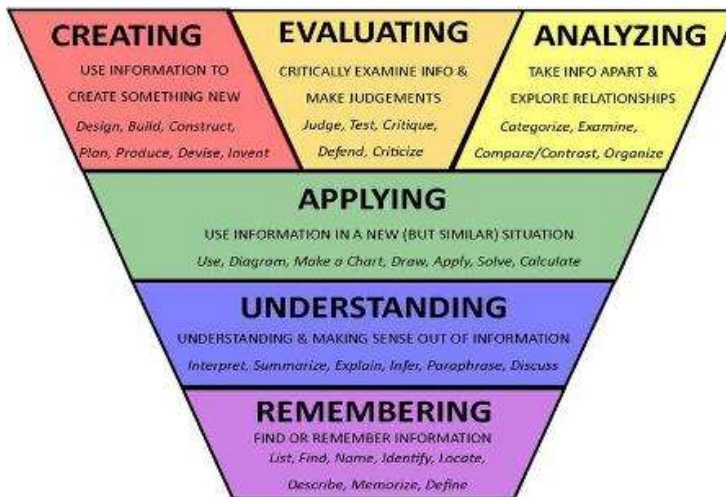 CREATING
USE INFORMATION TO
CREATE SOMETHING NEW
Design, Build, Construct,
Plan, Produce, Devise, Invent
EVALUATING
CRITICALLY EXAMINE INFO &
MAKE JUDGEMENTS
Judge, Test, Critique,
Defend, Criticize
ANALYZING
TAKE INFO APART &
EXPLORE RELATIONSHIPS
Categorize, Examine,
Compare/Contrast, Organize
APPLYING
USE INFORMATION IN A NEW (BUT SIMILAR) SITUATION
Use, Diagram, Make a Chart, Draw, Apply, Solve, Calculate
UNDERSTANDING
UNDERSTANDING & MAKING SENSE OUT OF INFORMATION
Interpret, Summarize, Explain, Infer, Paraphrase, Discuss
REMEMBERING
FIND OR REMEMBER INFORMATION
List, Find, Name, Identify, Locate,
Describe, Memorize, Define